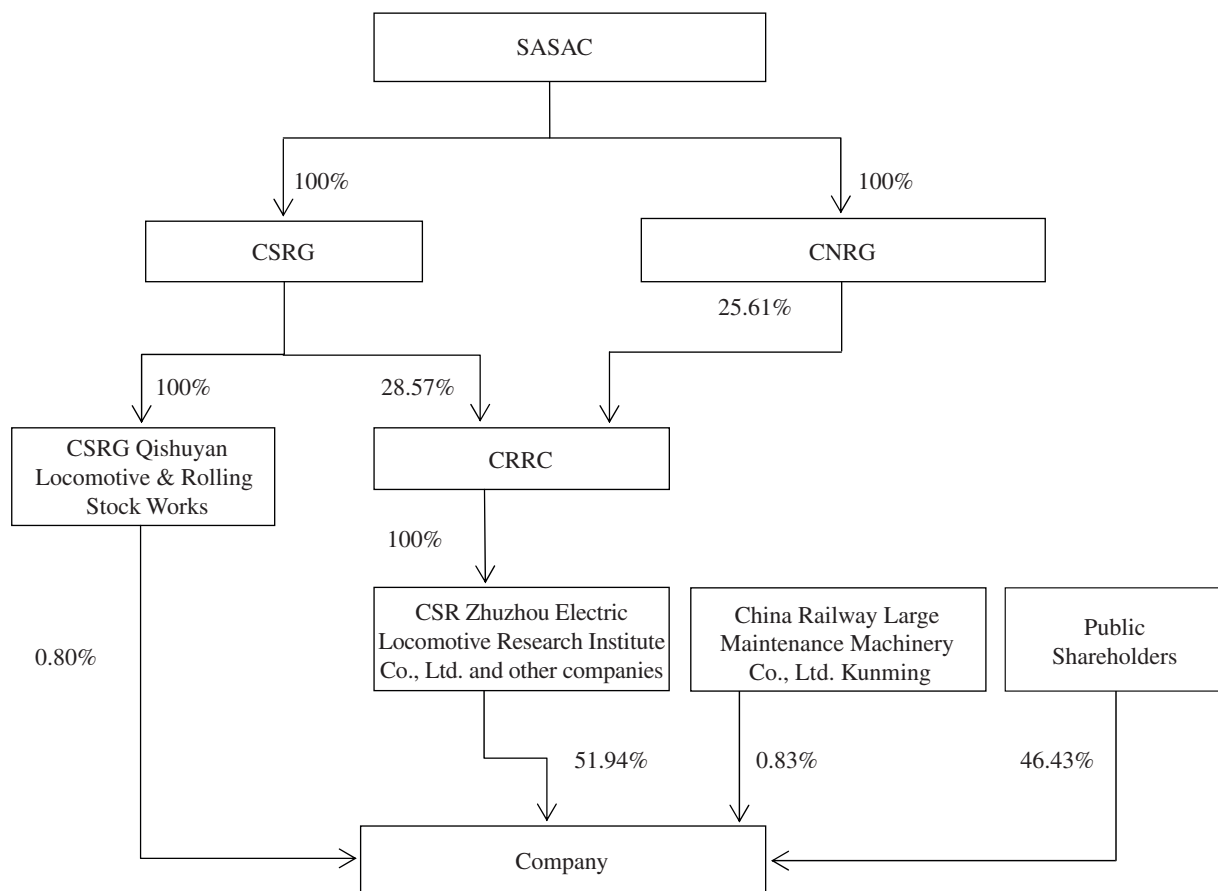 SASAC
100%
100%
CSRG
CNRG
25.61%
100%
28.57%
CSRG Qishuyan
Locomotive & Rolling
Stock Works
CRRC
100%
CSR Zhuzhou Electric
Locomotive Research Institute
Co., Ltd. and other companies
China Railway Large
Maintenance Machinery
Co., Ltd. Kunming
Public
Shareholders
0.80%
51.94%
0.83%
46.43%
Company